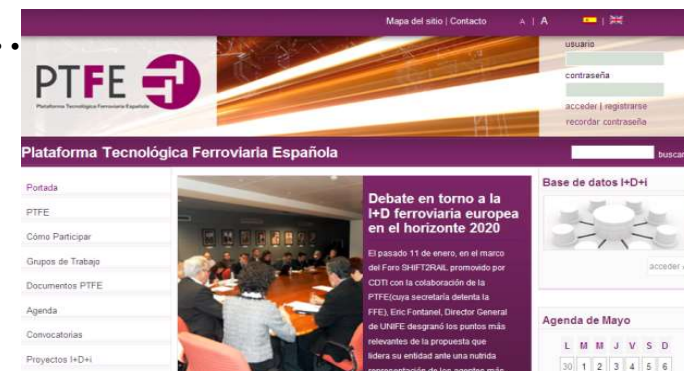 Mapa del sitio | Contacto A | A |
usuario
contraseña
acceder | registrarse
recordar contraseña
PTFE
Plataforma Tecnológica Ferroviaria Española
Plataforma Tecnológica Ferroviaria Española
buscar
Portada
PTFE
Cómo Participar
Grupos de Trabajo
Documentos PTFE
Agenda
Convocatorias
Proyectos I+D+i
Debate en torno a la
I+D ferroviaria europea
en el horizonte 2020
El pasado 11 de enero, en el marco
del Foro SHIFT2RAIL promovido por
CDTI con la colaboración de la
PTFE(cuya secretaría detenta la
FFE), Eric Fontanel, Director General
de UNIFE desgranó los puntos más
relevantes de la propuesta que
lidera su entidad ante una nutrida
representación de los agentes más
Base de datos I+D+i
acceder
Agenda de Mayo
L M M J V S D
30 1 2 3 4 5 6